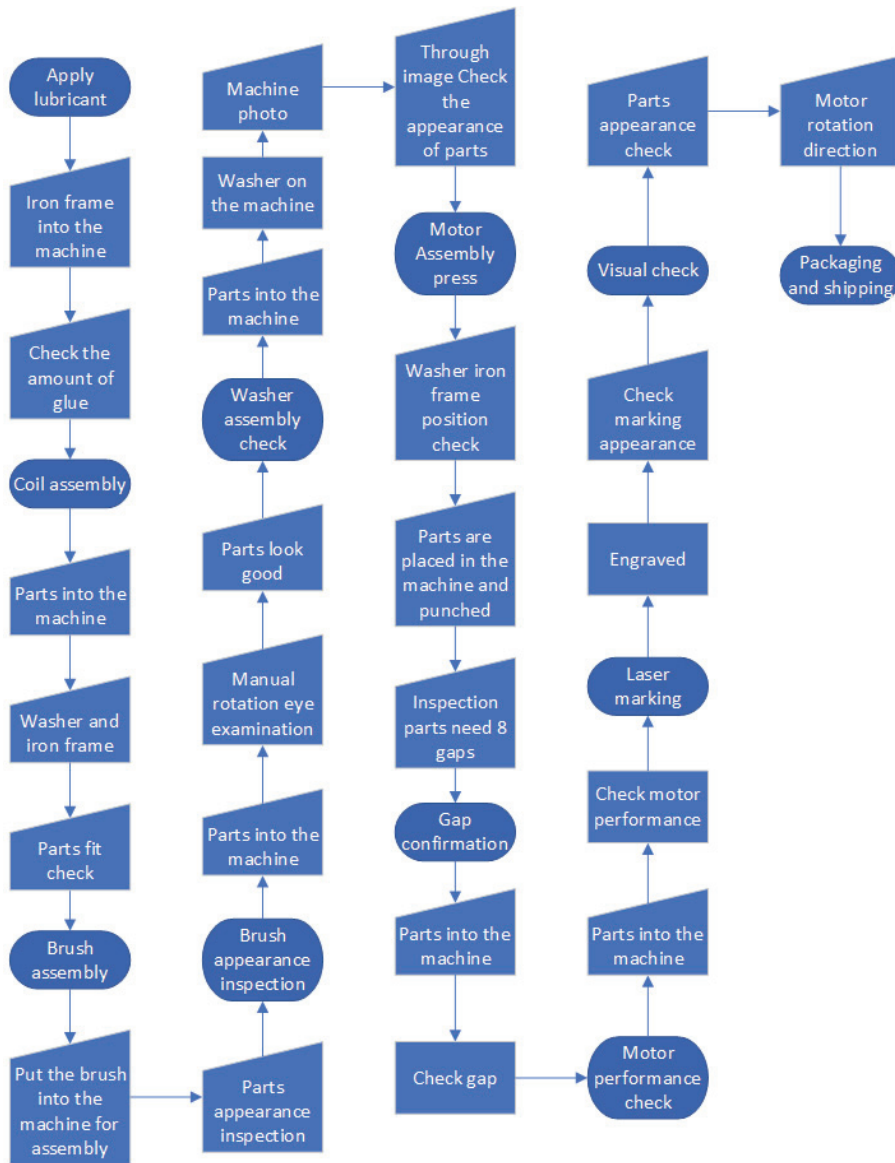 Apply
lubricant
Iron frame
into the
machine
Check the
amount of
glue
Coil assembly
Parts into the
machine
Washer and
iron frame
Parts fit
check
Brush
assembly
Put the brush
into the
machine for
assembly
Parts
appearance
inspection
Brush
appearance
inspection
Parts into the
machine
Manual
rotation eye
examination
Parts look
good
Washer
assembly
check
Parts into the
machine
Washer on
the machine
Machine
photo
Through
image Check
the
appearance
of parts
Motor
Assembly
press
Washer iron
frame
position
check
Parts are
placed in the
machine and
punched
Inspection
parts need 8
gaps
Gap
confirmation
Parts into the
machine
Check gap
Motor
performance
check
Parts into the
machine
Check motor
performance
Laser
marking
Engraved
Check
marking
appearance
Visual check
Parts
appearance
check
Motor
rotation
direction
Packaging
and shipping